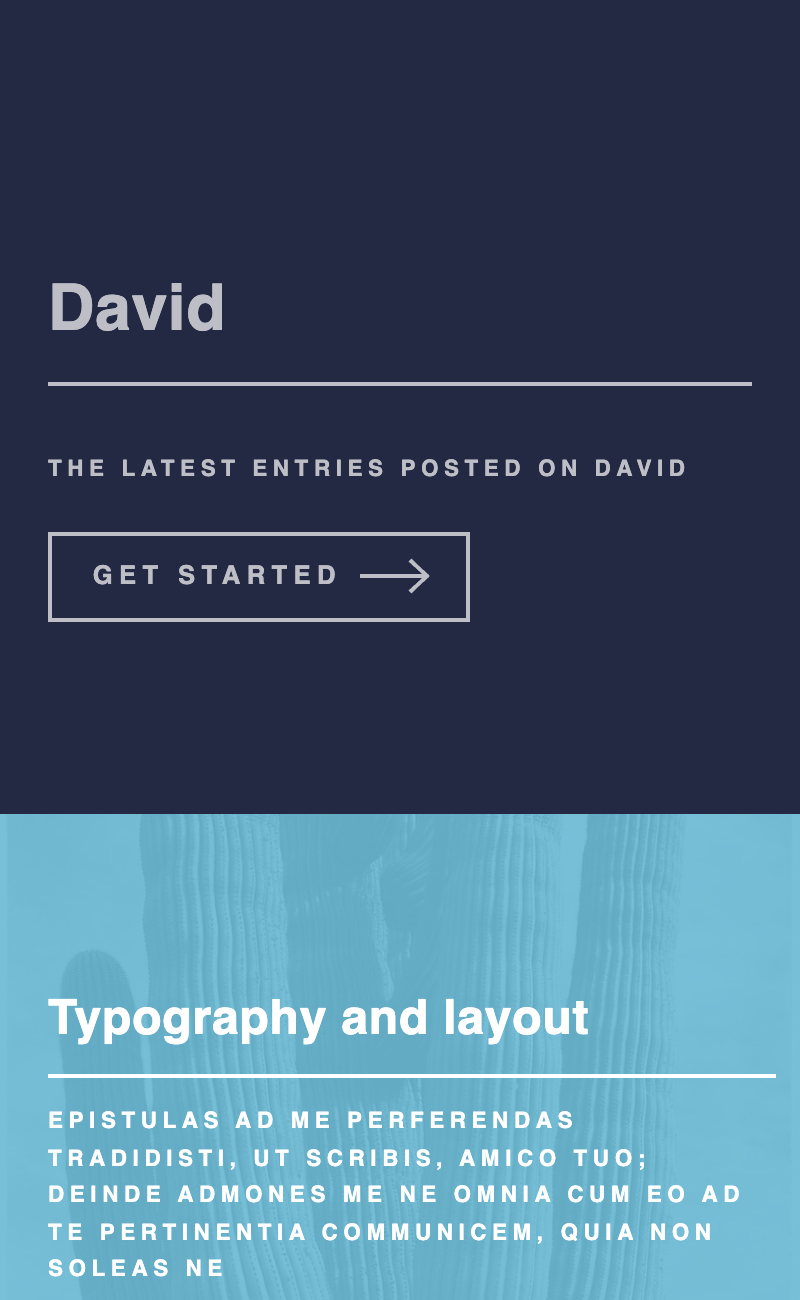 David
THE LATEST ENTRIES POSTED ON DAVID
GET STARTED
Typography and layout
EPISTULAS AD ME PERFERENDAS
TRADIDISTI, UT SCRIBIS, AMICO TUO;
DEINDE ADMONES ME NE OMNIA CUM EO AD
TE PERTINENTIA COMMUNICEM, QUIA NON
SOLEAS NE